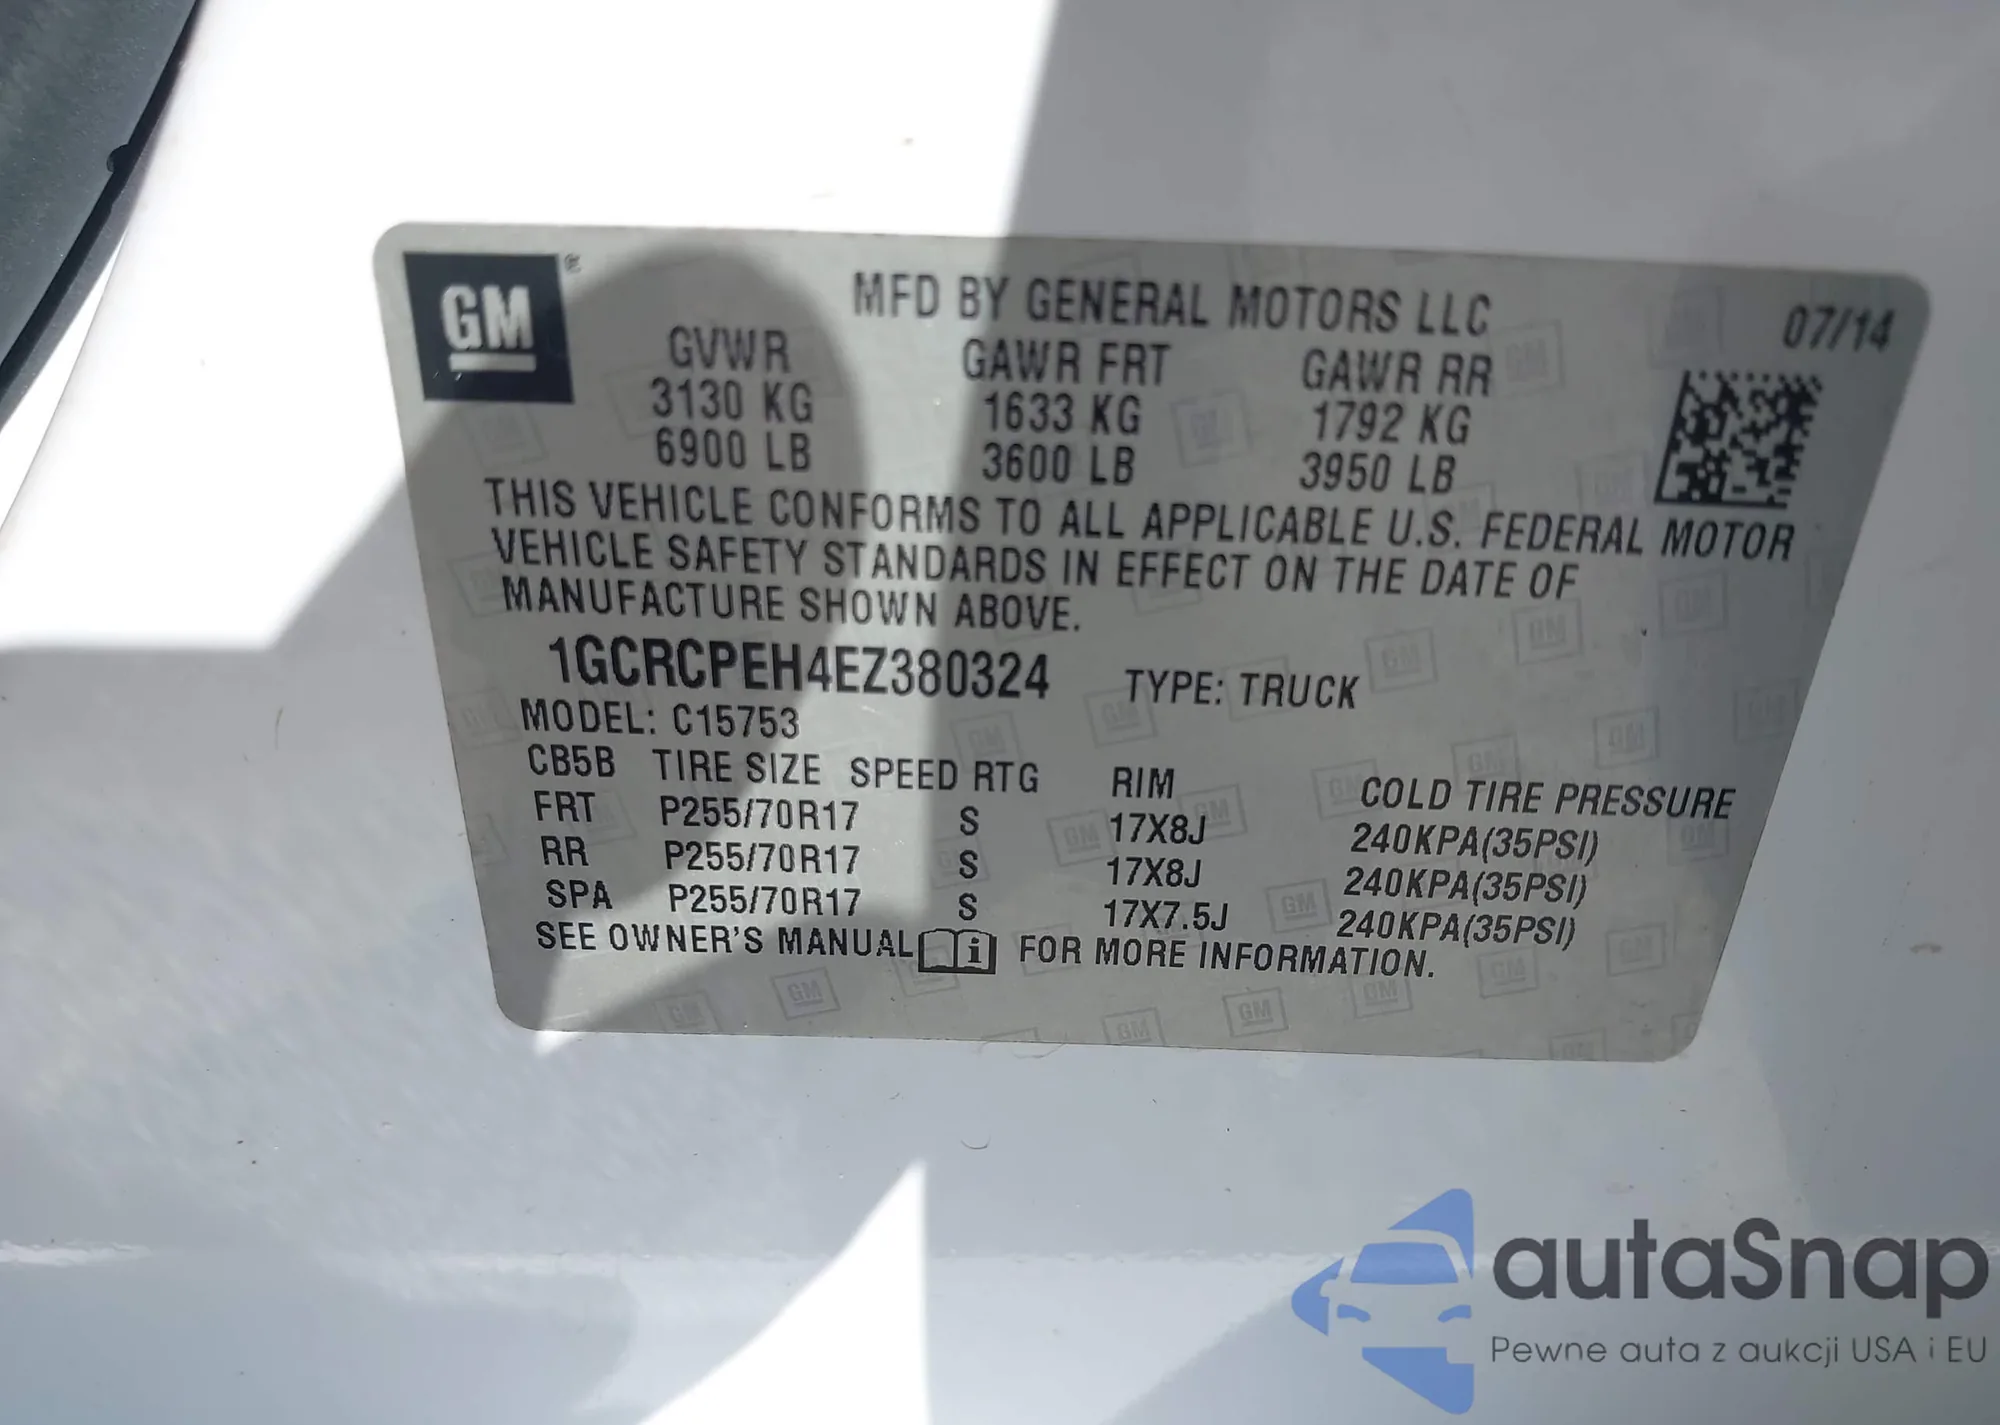 GM ®
MFD BY GENERAL MOTORS LLC 07/14
GVWR GAWR FRT GAWR RR
3130 KG 1633 KG 1792 KG
6900 LB 3600 LB 3950 LB
THIS VEHICLE CONFORMS TO ALL APPLICABLE U.S. FEDERAL MOTOR
VEHICLE SAFETY STANDARDS IN EFFECT ON THE DATE OF
MANUFACTURE SHOWN ABOVE.
1GCRCPEH4EZ380324 TYPE: TRUCK
MODEL: C15753
CB5B TIRE SIZE SPEED RTG RIM COLD TIRE PRESSURE
FRT P255/70R17 S 17X8J 240KPA(35PSI)
RR P255/70R17 S 17X8J 240KPA(35PSI)
SPA P255/70R17 S 17X7.5J 240KPA(35PSI)
SEE OWNER'S MANUAL i FOR MORE INFORMATION.
autaSnap
Pewne auta z aukcji USA i EU